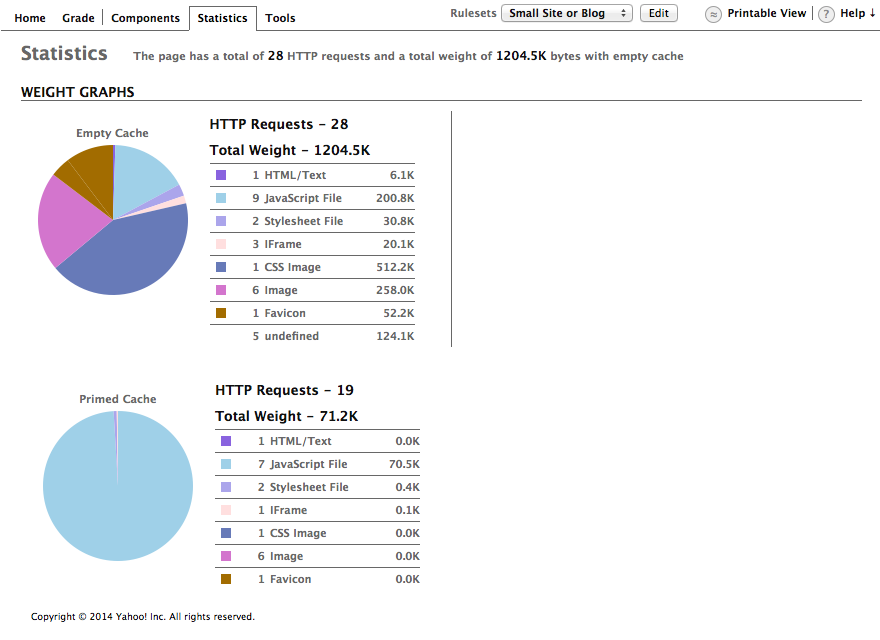 Home Grade Components Statistics Tools Rulesets Small Site or Blog Edit Printable View ? Help ↓
Statistics The page has a total of 28 HTTP requests and a total weight of 1204.5K bytes with empty cache
WEIGHT GRAPHS
Empty Cache
HTTP Requests - 28
Total Weight - 1204.5K
1 HTML/Text 6.1K
9 JavaScript File 200.8K
2 Stylesheet File 30.8K
3 IFrame 20.1K
1 CSS Image 512.2K
6 Image 258.0K
1 Favicon 52.2K
5 undefined 124.1K
Primed Cache
HTTP Requests - 19
Total Weight - 71.2K
1 HTML/Text 0.0K
7 JavaScript File 70.5K
2 Stylesheet File 0.4K
1 IFrame 0.1K
1 CSS Image 0.0K
6 Image 0.0K
1 Favicon 0.0K
Copyright © 2014 Yahoo! Inc. All rights reserved.